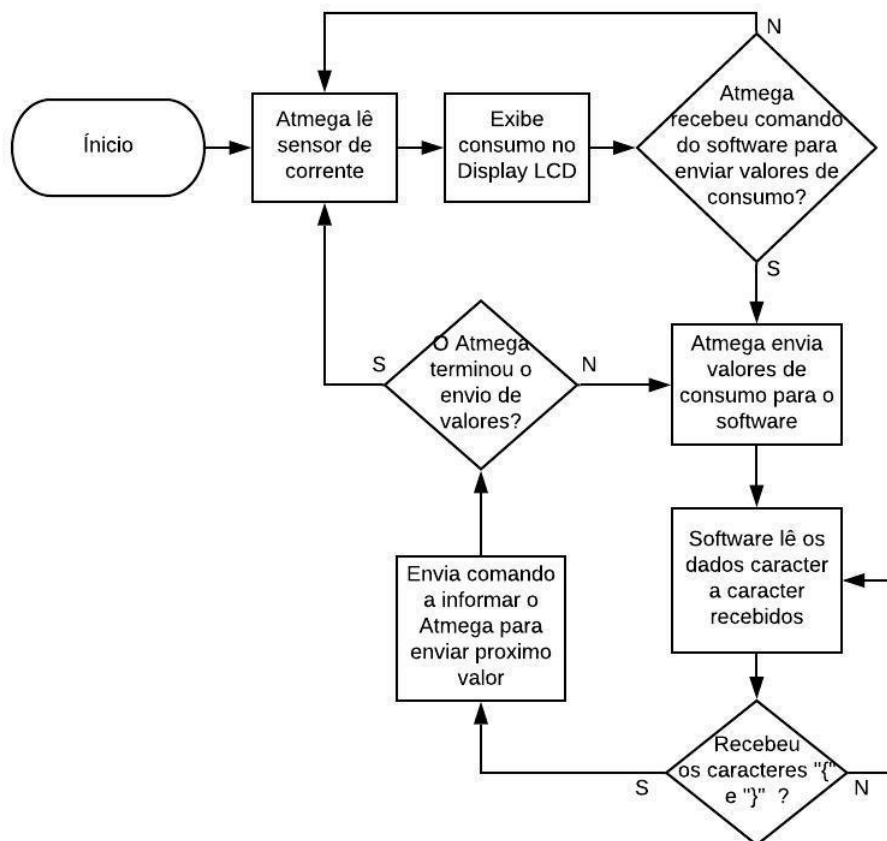 Ínicio
Atmega lê
sensor de
corrente
Exibe
consumo no
Display LCD
N
Atmega
recebeu comando
do software para
enviar valores de
consumo?
S
Atmega envia
valores de
consumo para o
software
Software lê os
dados caracter
a caracter
recebidos
Recebeu
os caracteres "{"
e "}" ?
N
S
Envia comando
a informar o
Atmega para
enviar proximo
valor
O Atmega
terminou o
envio de
valores?
S
N